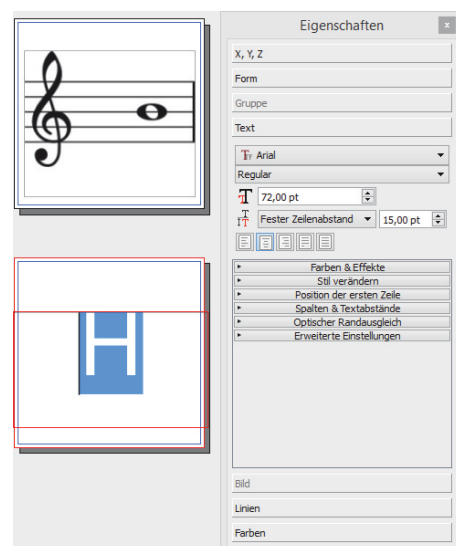 Eigenschaften
x
X, Y, Z
Form
Gruppe
Text
Arial
Regular
72,00 pt
Fester Zeilenabstand 15,00 pt
Farben & Effekte
Stil verändern
Position der ersten Zeile
Spalten & Textabstände
Optischer Randausgleich
Erweiterte Einstellungen
H
Bild
Linien
Farben